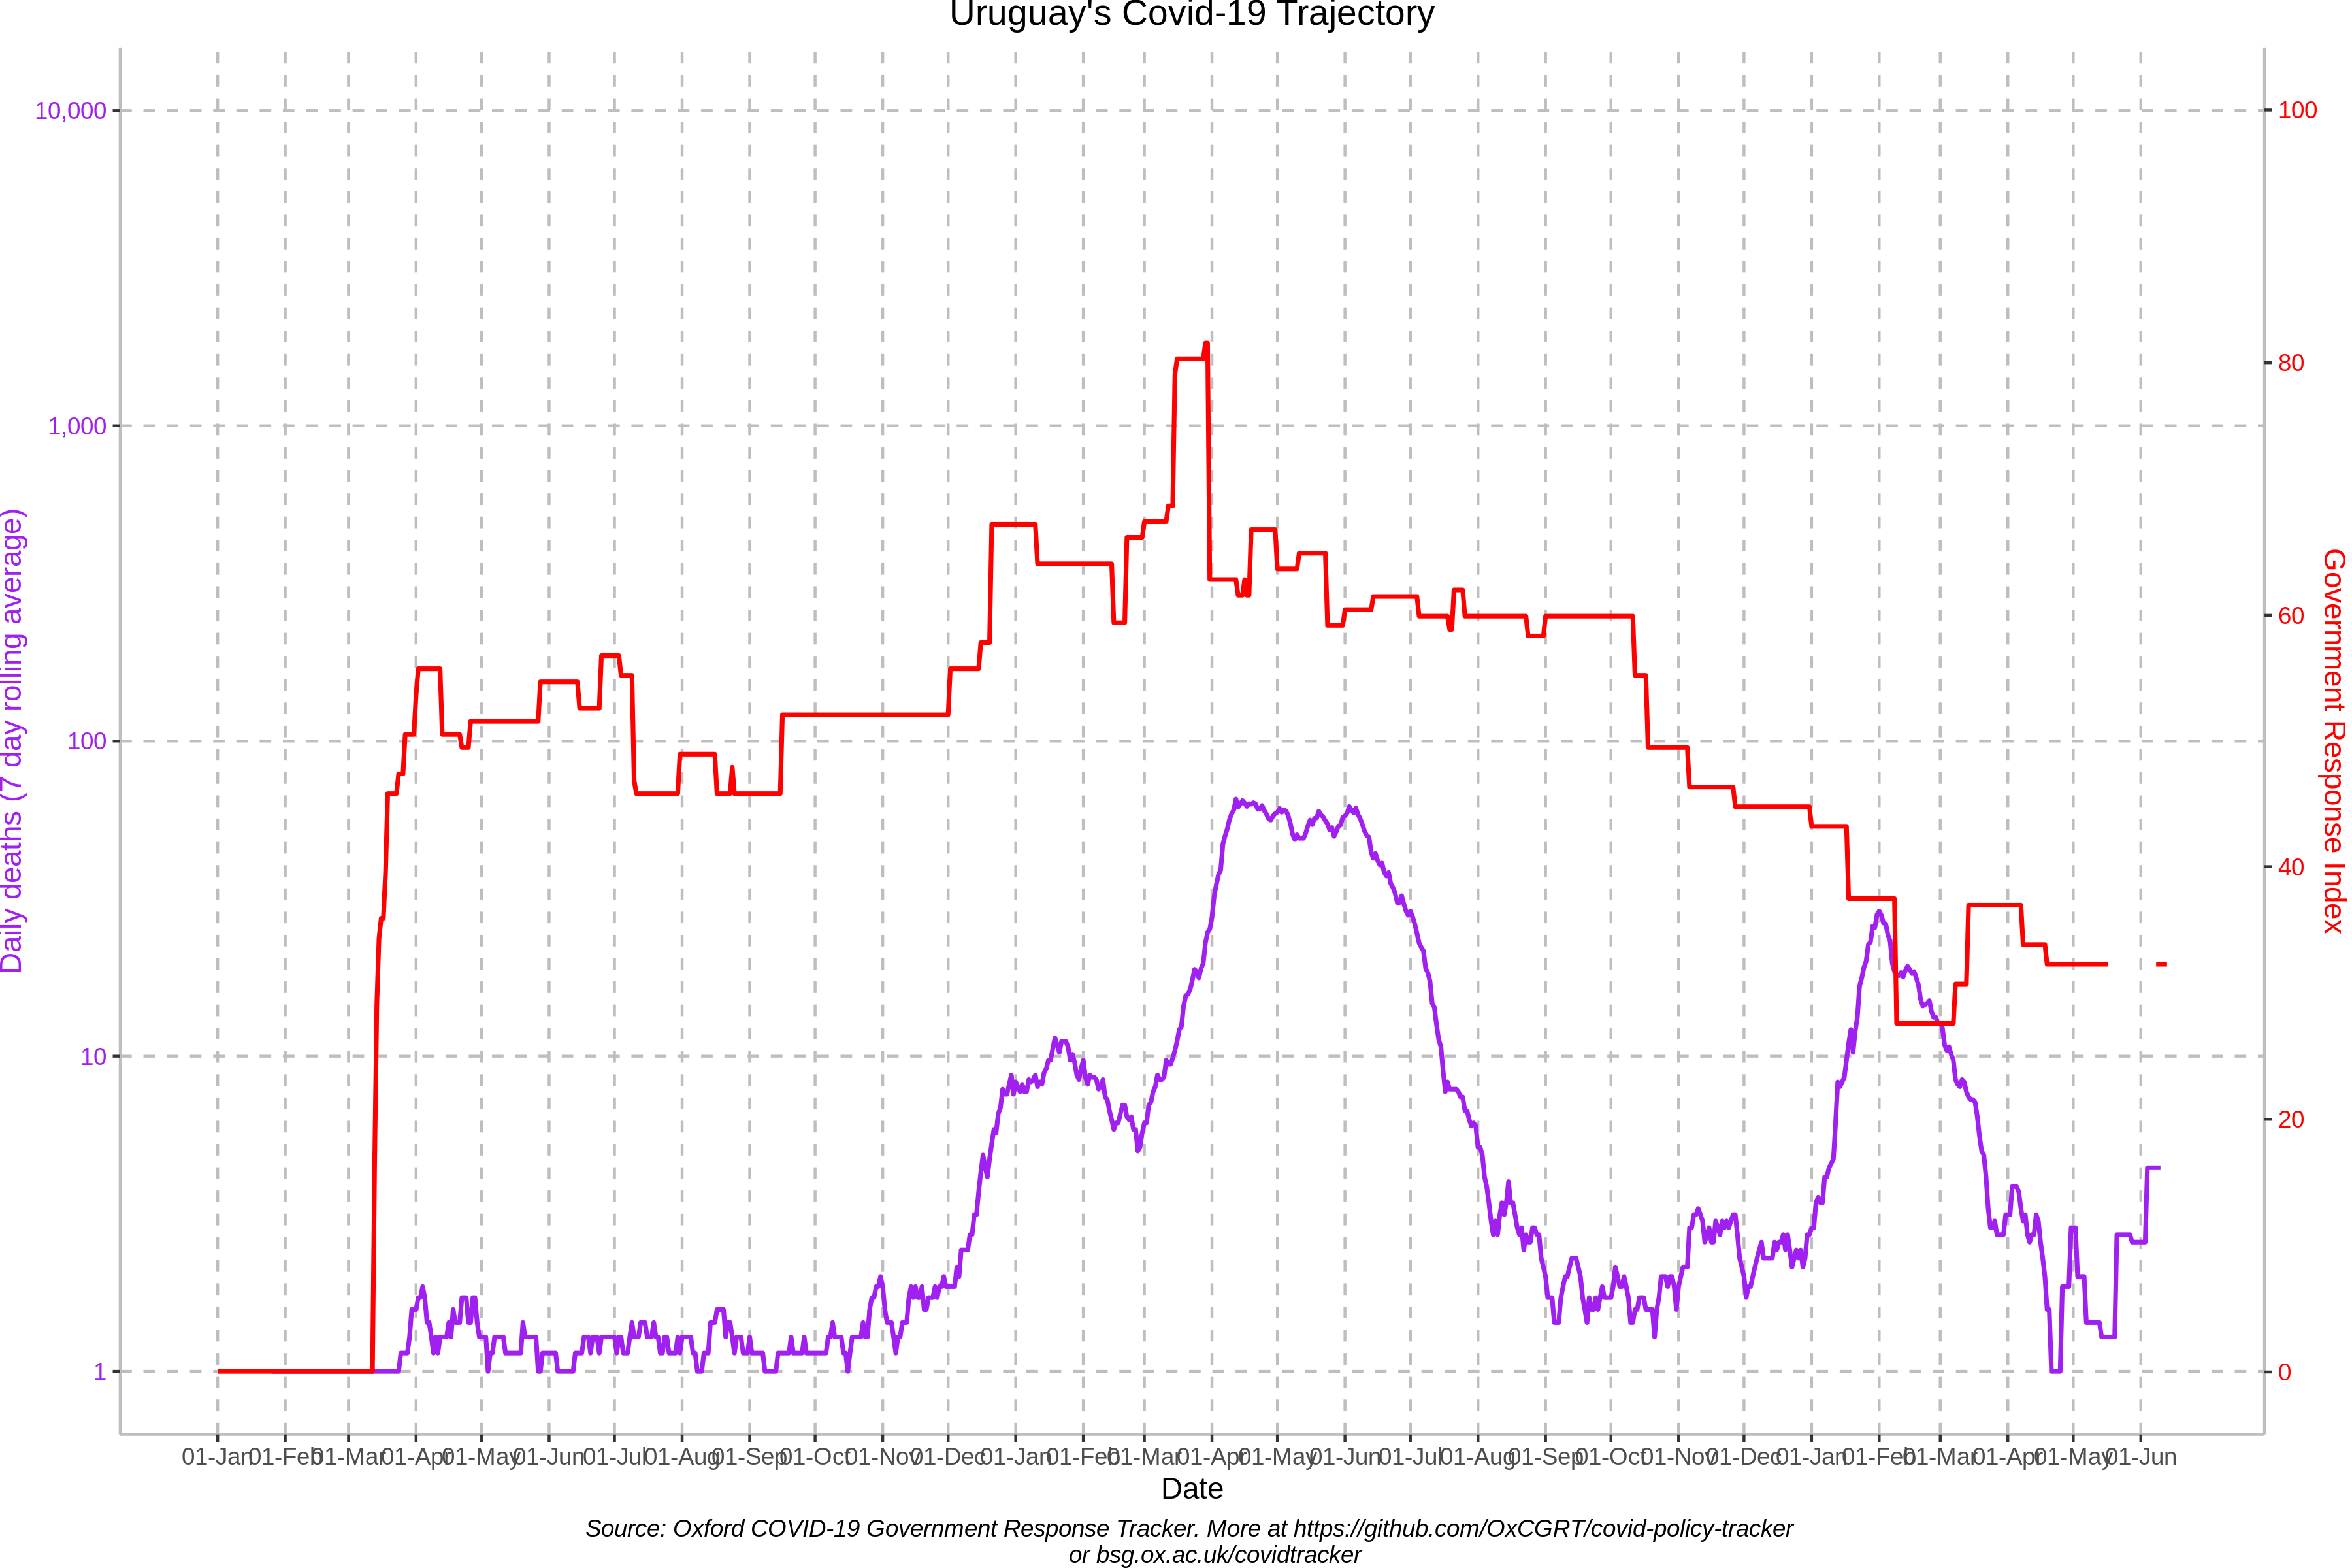 Uruguay's Covid-19 Trajectory
10,000
1,000
100
10
1
Daily deaths (7 day rolling average)
100
80
60
40
20
0
Government Response Index
01-Jan 01-Feb 01-Mar 01-Apr 01-May 01-Jun 01-Jul 01-Aug 01-Sep 01-Oct 01-Nov 01-Dec 01-Jan 01-Feb 01-Mar 01-Apr 01-May 01-Jun 01-Jul 01-Aug 01-Sep 01-Oct 01-Nov 01-Dec 01-Jan 01-Feb 01-Mar 01-Apr 01-May 01-Jun
Date
Source: Oxford COVID-19 Government Response Tracker. More at https://github.com/OxCGRT/covid-policy-tracker
or bsg.ox.ac.uk/covidtracker